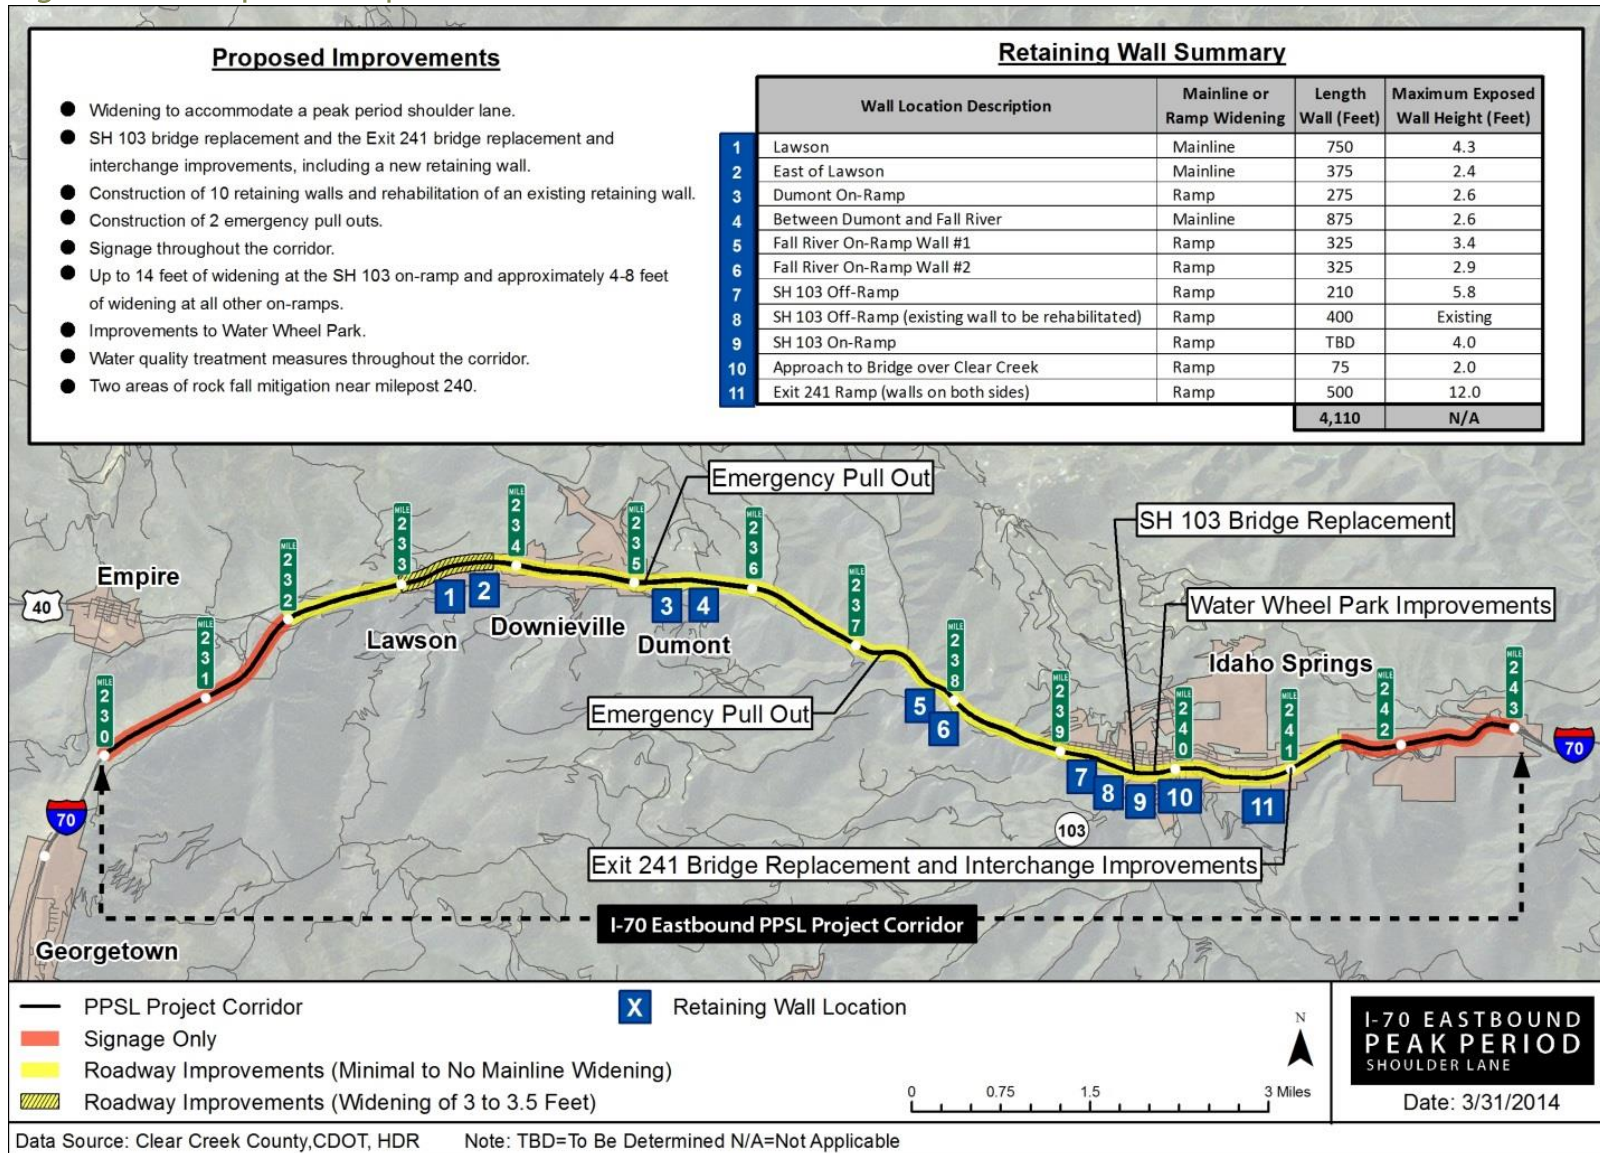 Proposed Improvements
Widening to accommodate a peak period shoulder lane.
SH 103 bridge replacement and the Exit 241 bridge replacement and
interchange improvements, including a new retaining wall.
Construction of 10 retaining walls and rehabilitation of an existing retaining wall.
Construction of 2 emergency pull outs.
Signage throughout the corridor.
Up to 14 feet of widening at the SH 103 on-ramp and approximately 4-8 feet
of widening at all other on-ramps.
Improvements to Water Wheel Park.
Water quality treatment measures throughout the corridor.
Two areas of rock fall mitigation near milepost 240.
Retaining Wall Summary
Wall Location Description Mainline or Ramp Widening Length Wall (Feet) Maximum Exposed Wall Height (Feet)
1 Lawson Mainline 750 4.3
2 East of Lawson Mainline 375 2.4
3 Dumont On-Ramp Ramp 275 2.6
4 Between Dumont and Fall River Mainline 875 2.6
5 Fall River On-Ramp Wall #1 Ramp 325 3.4
6 Fall River On-Ramp Wall #2 Ramp 325 2.9
7 SH 103 Off-Ramp Ramp 210 5.8
8 SH 103 Off-Ramp (existing wall to be rehabilitated) Ramp 400 Existing
9 SH 103 On-Ramp Ramp TBD 4.0
10 Approach to Bridge over Clear Creek Ramp 75 2.0
11 Exit 241 Ramp (walls on both sides) Ramp 500 12.0
4,110 N/A
Emergency Pull Out
SH 103 Bridge Replacement
MILE 230
MILE 231
MILE 232
MILE 233
MILE 234
MILE 235
MILE 236
MILE 237
MILE 238
MILE 239
MILE 240
MILE 241
MILE 242
MILE 243
Empire
40
1
2
3
4
Water Wheel Park Improvements
Lawson
Downieville
Dumont
Idaho Springs
Emergency Pull Out
5
6
70
7
8
9
10
11
70
103
Exit 241 Bridge Replacement and Interchange Improvements
I-70 Eastbound PPSL Project Corridor
Georgetown
PPSL Project Corridor
X Retaining Wall Location
Signage Only
Roadway Improvements (Minimal to No Mainline Widening)
Roadway Improvements (Widening of 3 to 3.5 Feet)
N
0 0.75 1.5 3 Miles
I-70 EASTBOUND
PEAK PERIOD
SHOULDER LANE
Date: 3/31/2014
Data Source: Clear Creek County,CDOT, HDR Note: TBD=To Be Determined N/A=Not Applicable